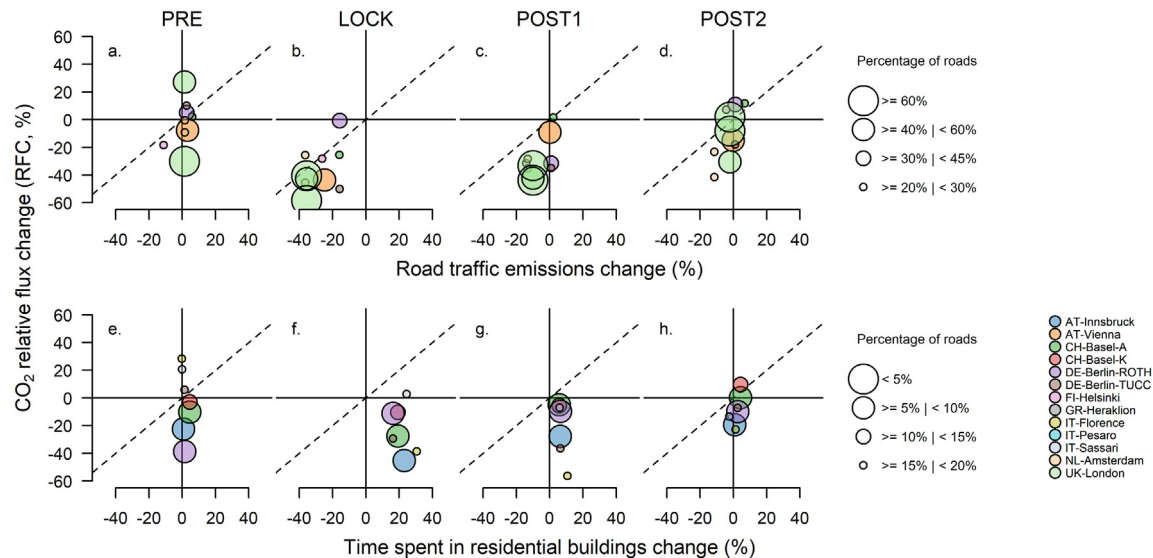 PRE LOCK POST1 POST2
a. b. c. d.
60
40
20
0
-20
-40
-60
-40 -20 0 20 40 -40 -20 0 20 40 -40 -20 0 20 40 -40 -20 0 20 40
Road traffic emissions change (%)
Percentage of roads
>= 60%
>= 40% | < 60%
>= 30% | < 45%
>= 20% | < 30%
CO₂ relative flux change (RFC, %)
e. f. g. h.
60
40
20
0
-20
-40
-60
-40 -20 0 20 40 -40 -20 0 20 40 -40 -20 0 20 40 -40 -20 0 20 40
Time spent in residential buildings change (%)
Percentage of roads
< 5%
>= 5% | < 10%
>= 10% | < 15%
>= 15% | < 20%
AT-Innsbruck
AT-Vienna
CH-Basel-A
CH-Basel-K
DE-Berlin-ROTH
DE-Berlin-TUCC
FI-Helsinki
GR-Heraklion
IT-Florence
IT-Pesaro
IT-Sassari
NL-Amsterdam
UK-London